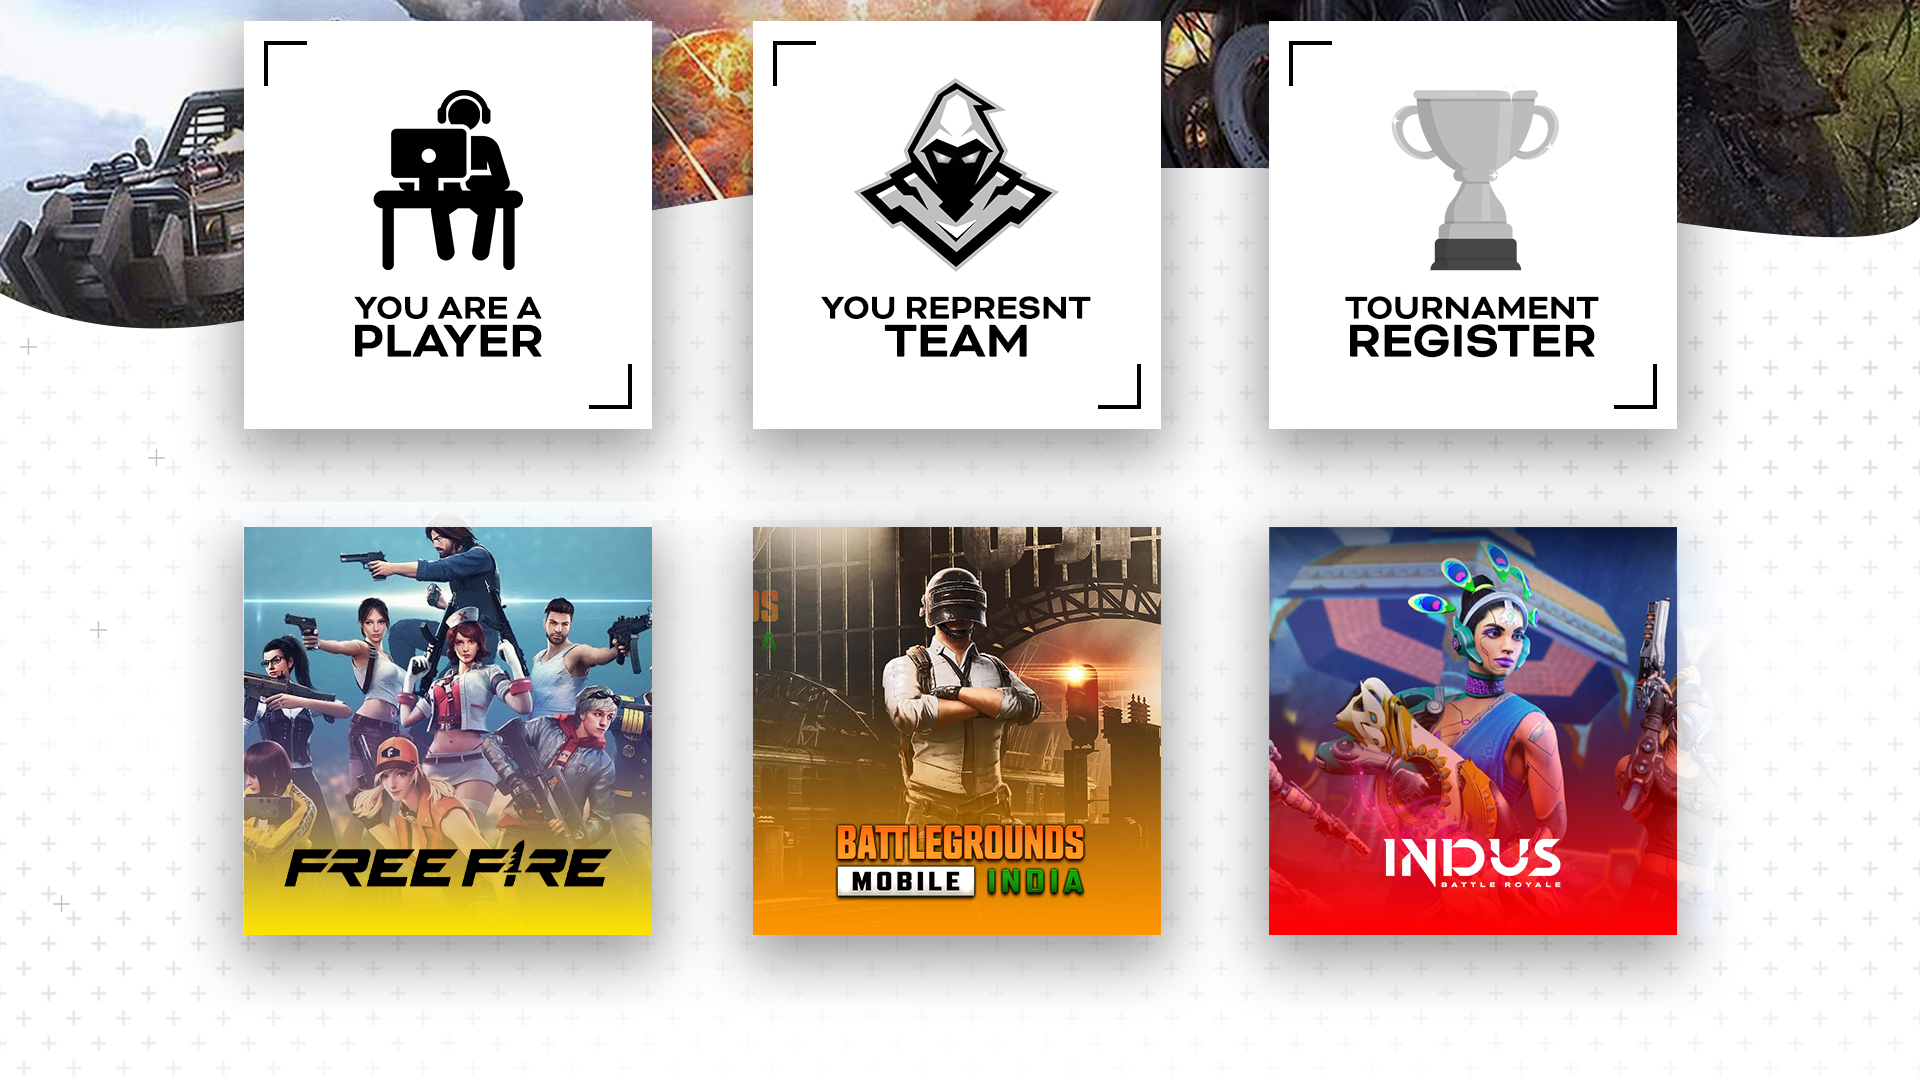 YOU ARE A
PLAYER
YOU REPRESNT
TEAM
TOURNAMENT
REGISTER
FREE FIRE
BATTLEGROUNDS
MOBILE INDIA
INDUS
BATTLE ROYALE